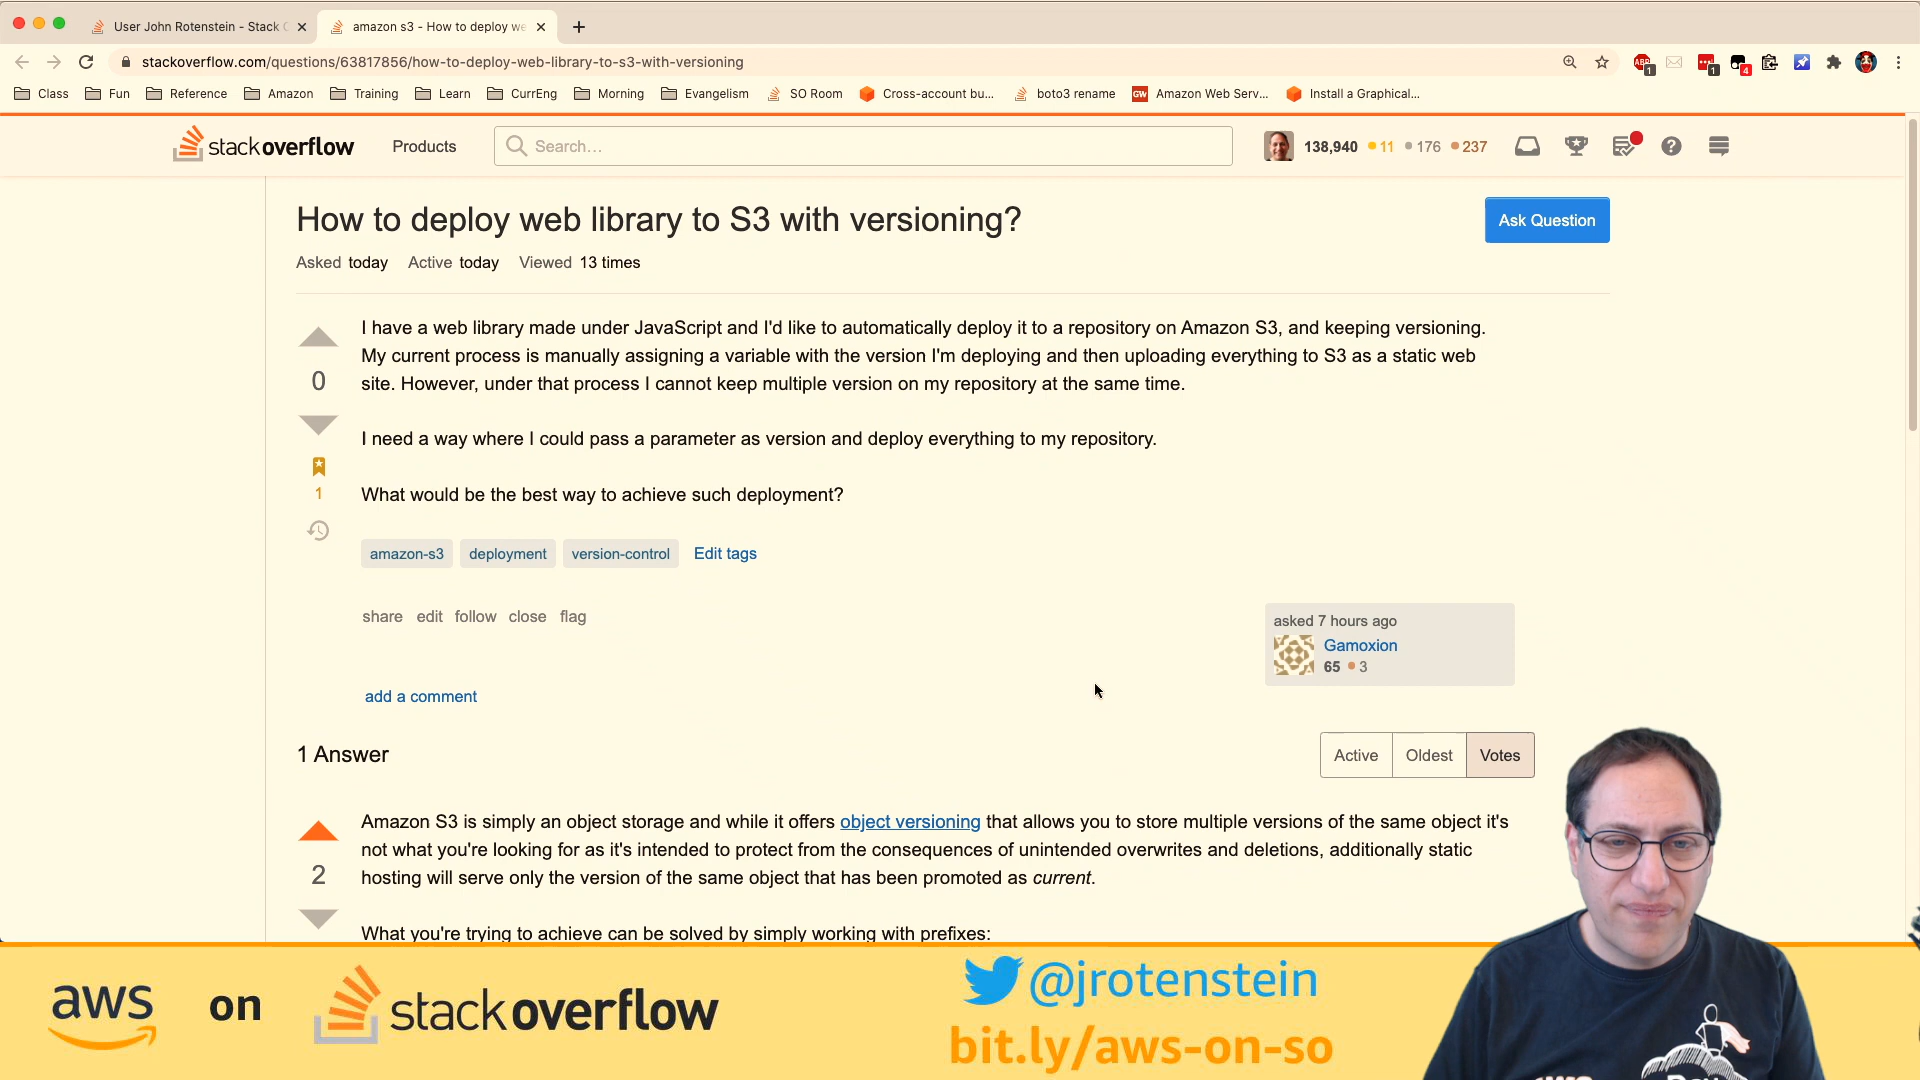 User John Rotenstein - Stack
amazon s3 - How to deploy we
stackoverflow.com/questions/63817856/how-to-deploy-web-library-to-s3-with-versioning
ABP 1 1 4
Class Fun Reference Amazon Training Learn CurrEng Morning Evangelism SO Room Cross-account bu... boto3 rename GW Amazon Web Serv... Install a Graphical...
stackoverflow Products Search... 138,940 11 176 237 ?
How to deploy web library to S3 with versioning?
Ask Question
Asked today Active today Viewed 13 times
I have a web library made under JavaScript and I'd like to automatically deploy it to a repository on Amazon S3, and keeping versioning.
My current process is manually assigning a variable with the version I'm deploying and then uploading everything to S3 as a static web
site. However, under that process I cannot keep multiple version on my repository at the same time.
0
I need a way where I could pass a parameter as version and deploy everything to my repository.
1
What would be the best way to achieve such deployment?
amazon-s3 deployment version-control Edit tags
share edit follow close flag
asked 7 hours ago
Gamoxion
65 3
add a comment
1 Answer
Active Oldest Votes
Amazon S3 is simply an object storage and while it offers object versioning that allows you to store multiple versions of the same object it's
not what you're looking for as it's intended to protect from the consequences of unintended overwrites and deletions, additionally static
hosting will serve only the version of the same object that has been promoted as current.
2
What you're trying to achieve can be solved by simply working with prefixes:
aws on stackoverflow
@jrotenstein
bit.ly/aws-on-so